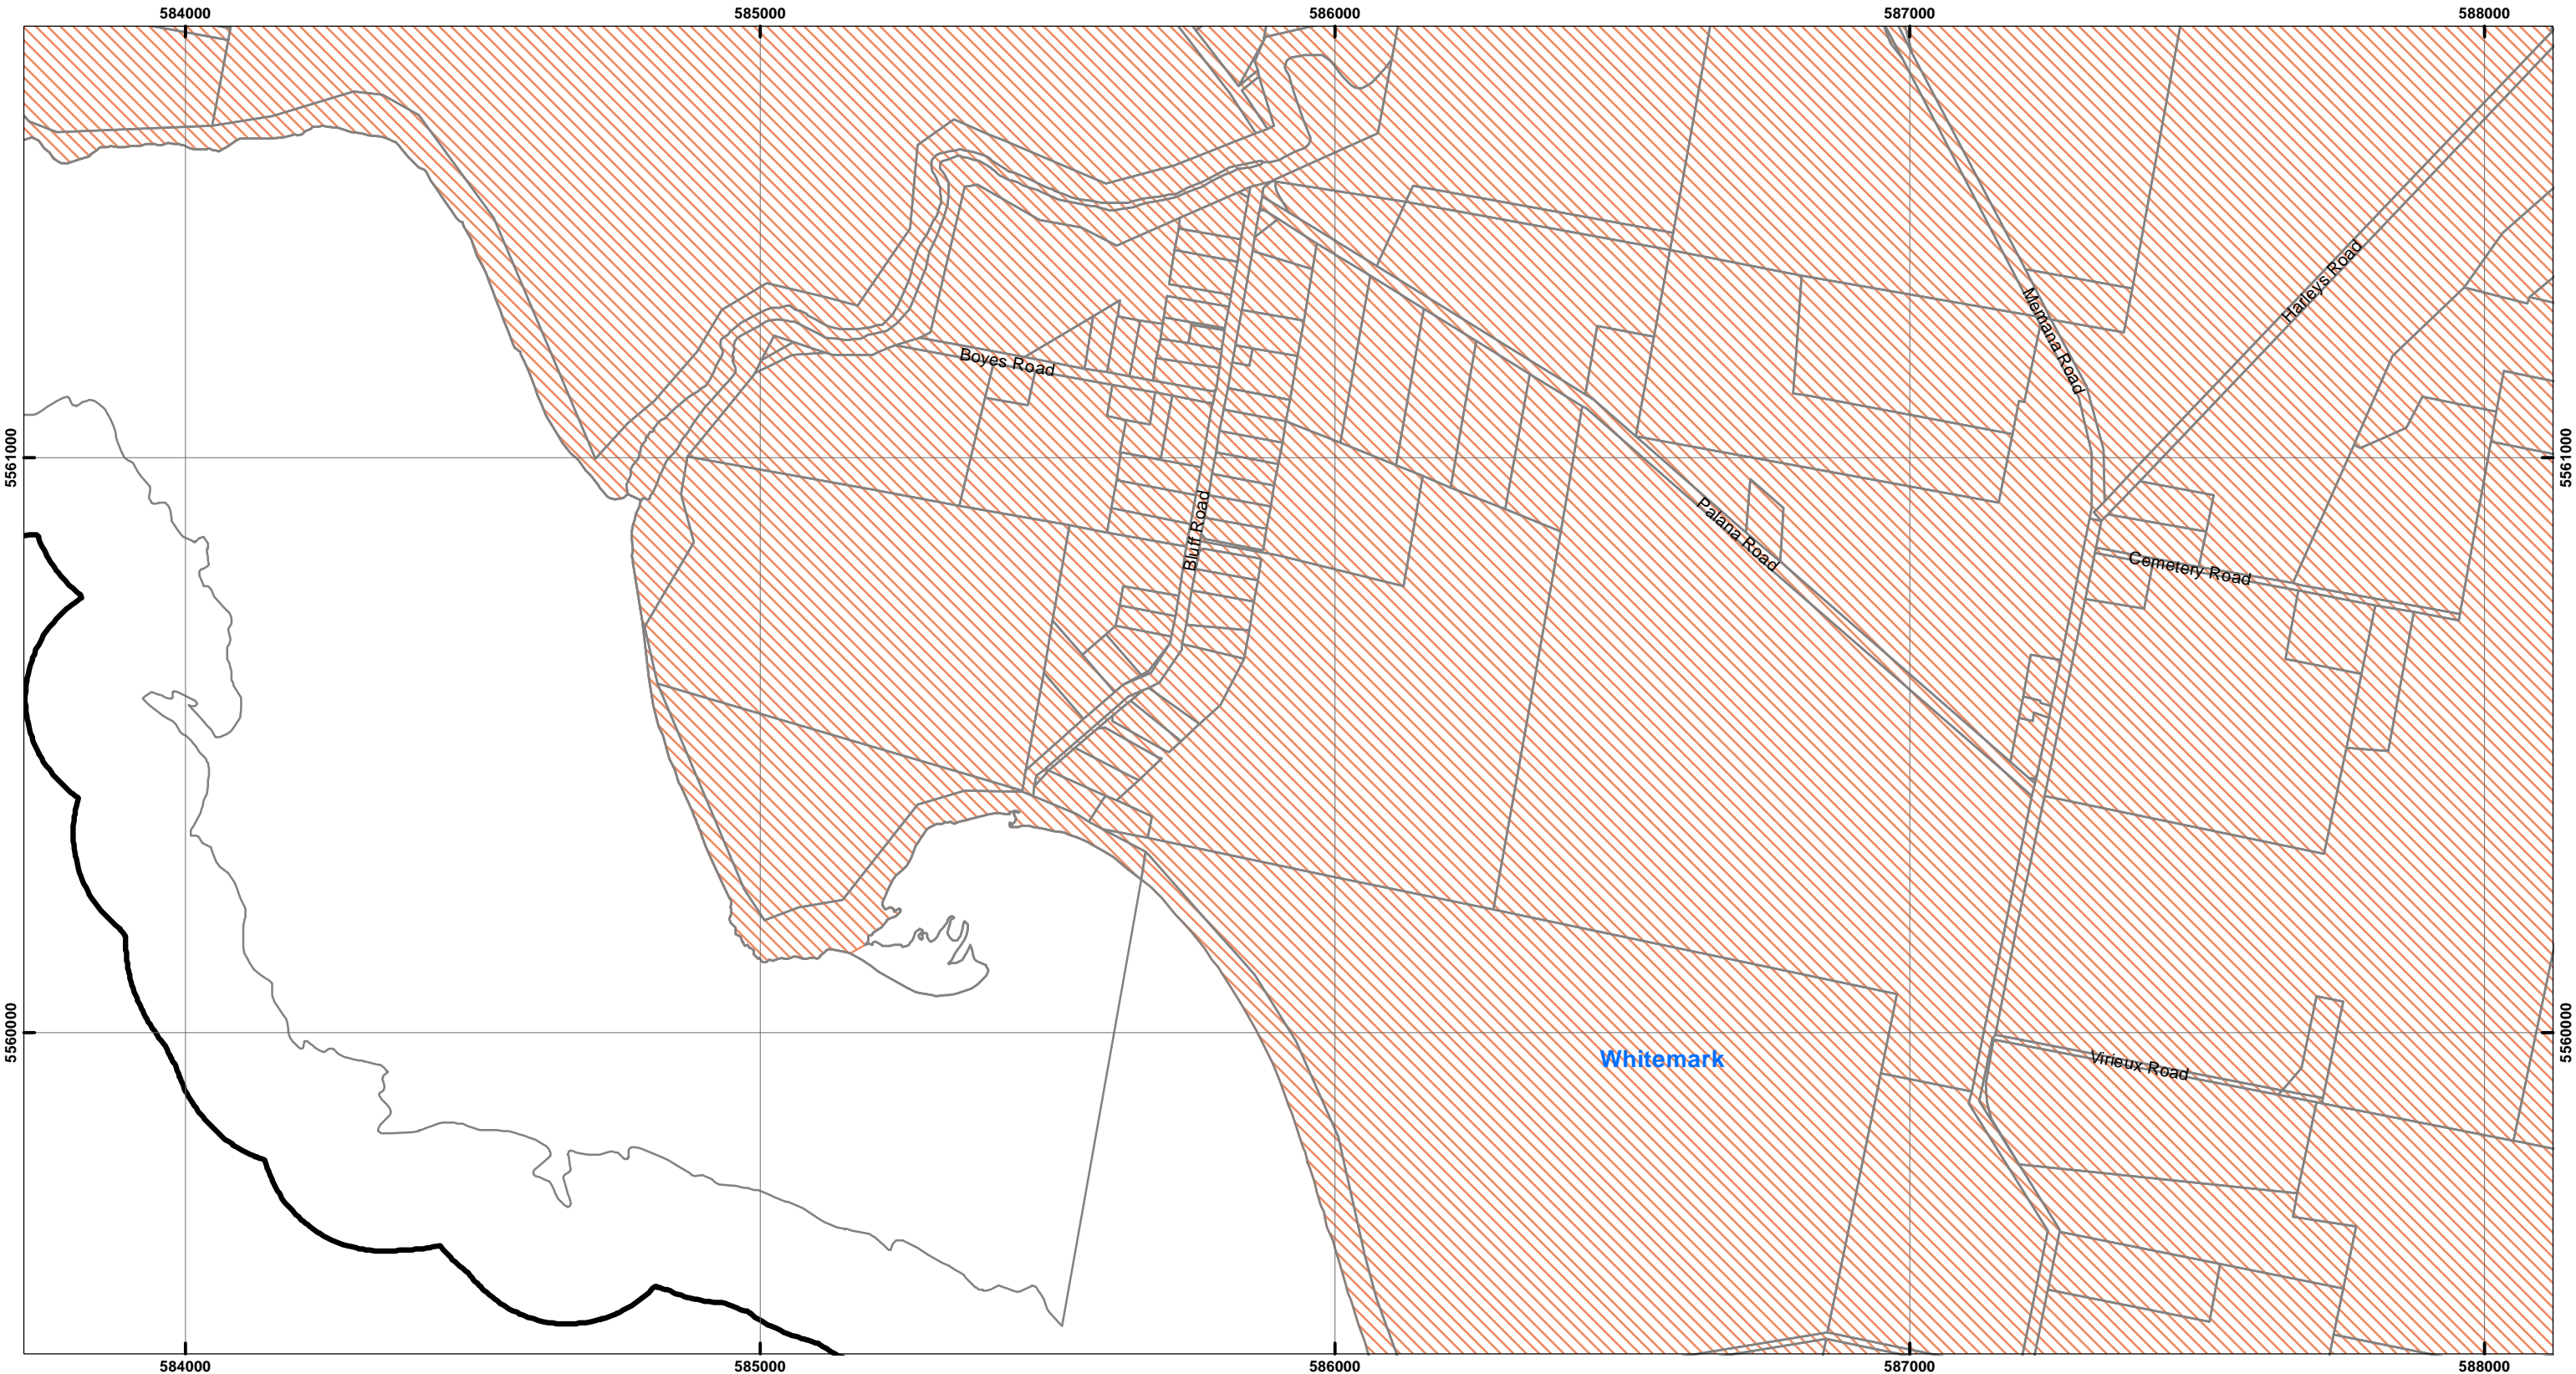 584000 585000 586000 587000 588000
Harleys Road
Memana Road
Boyes Road
5561000 5561000
Bluff Road
Palana Road
Cemetery Road
5560000 5560000
Whitemark
Virieux Road
584000 585000 586000 587000 588000